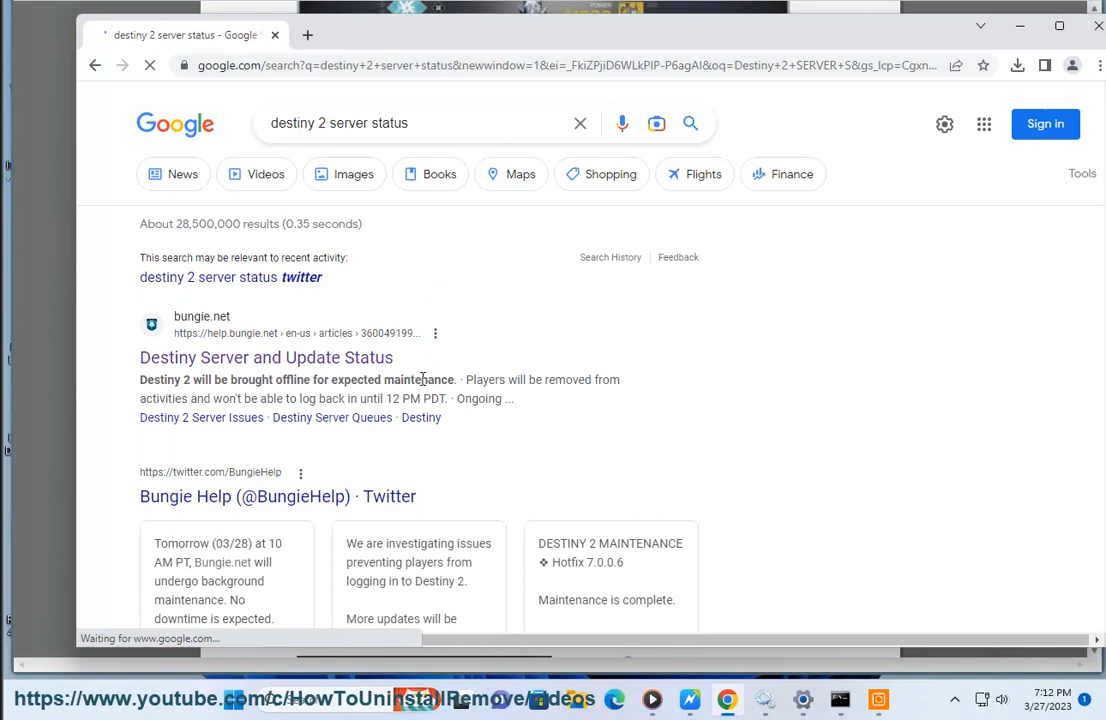 POWER
destiny 2 server status - Google S
google.com/search?q=destiny+2+server+status&newwindow=1&ei=_FkiZPjiD6WLkPIP-P6agAI&oq=Destiny+2+SERVER+S&gs_lcp=Cgxn...
Google
destiny 2 server status
Sign in
News
Videos
Images
Books
Maps
Shopping
Flights
Finance
Tools
About 28,500,000 results (0.35 seconds)
This search may be relevant to recent activity:
Search History
Feedback
destiny 2 server status twitter
bungie.net
https://help.bungie.net › en-us › articles › 360049199...
Destiny Server and Update Status
Destiny 2 will be brought offline for expected maintenance. · Players will be removed from
activities and won't be able to log back in until 12 PM PDT. · Ongoing ...
Destiny 2 Server Issues · Destiny Server Queues · Destiny
https://twitter.com/BungieHelp
Bungie Help (@BungieHelp) · Twitter
Tomorrow (03/28) at 10
AM PT, Bungie.net will
undergo background
maintenance. No
downtime is expected.
We are investigating issues
preventing players from
logging in to Destiny 2.
More updates will be
DESTINY 2 MAINTENANCE
❖ Hotfix 7.0.0.6
Maintenance is complete.
Waiting for www.google.com...
https://www.youtube.com/c/HowToUninstallRemove/videos
7:12 PM
3/27/2023
1